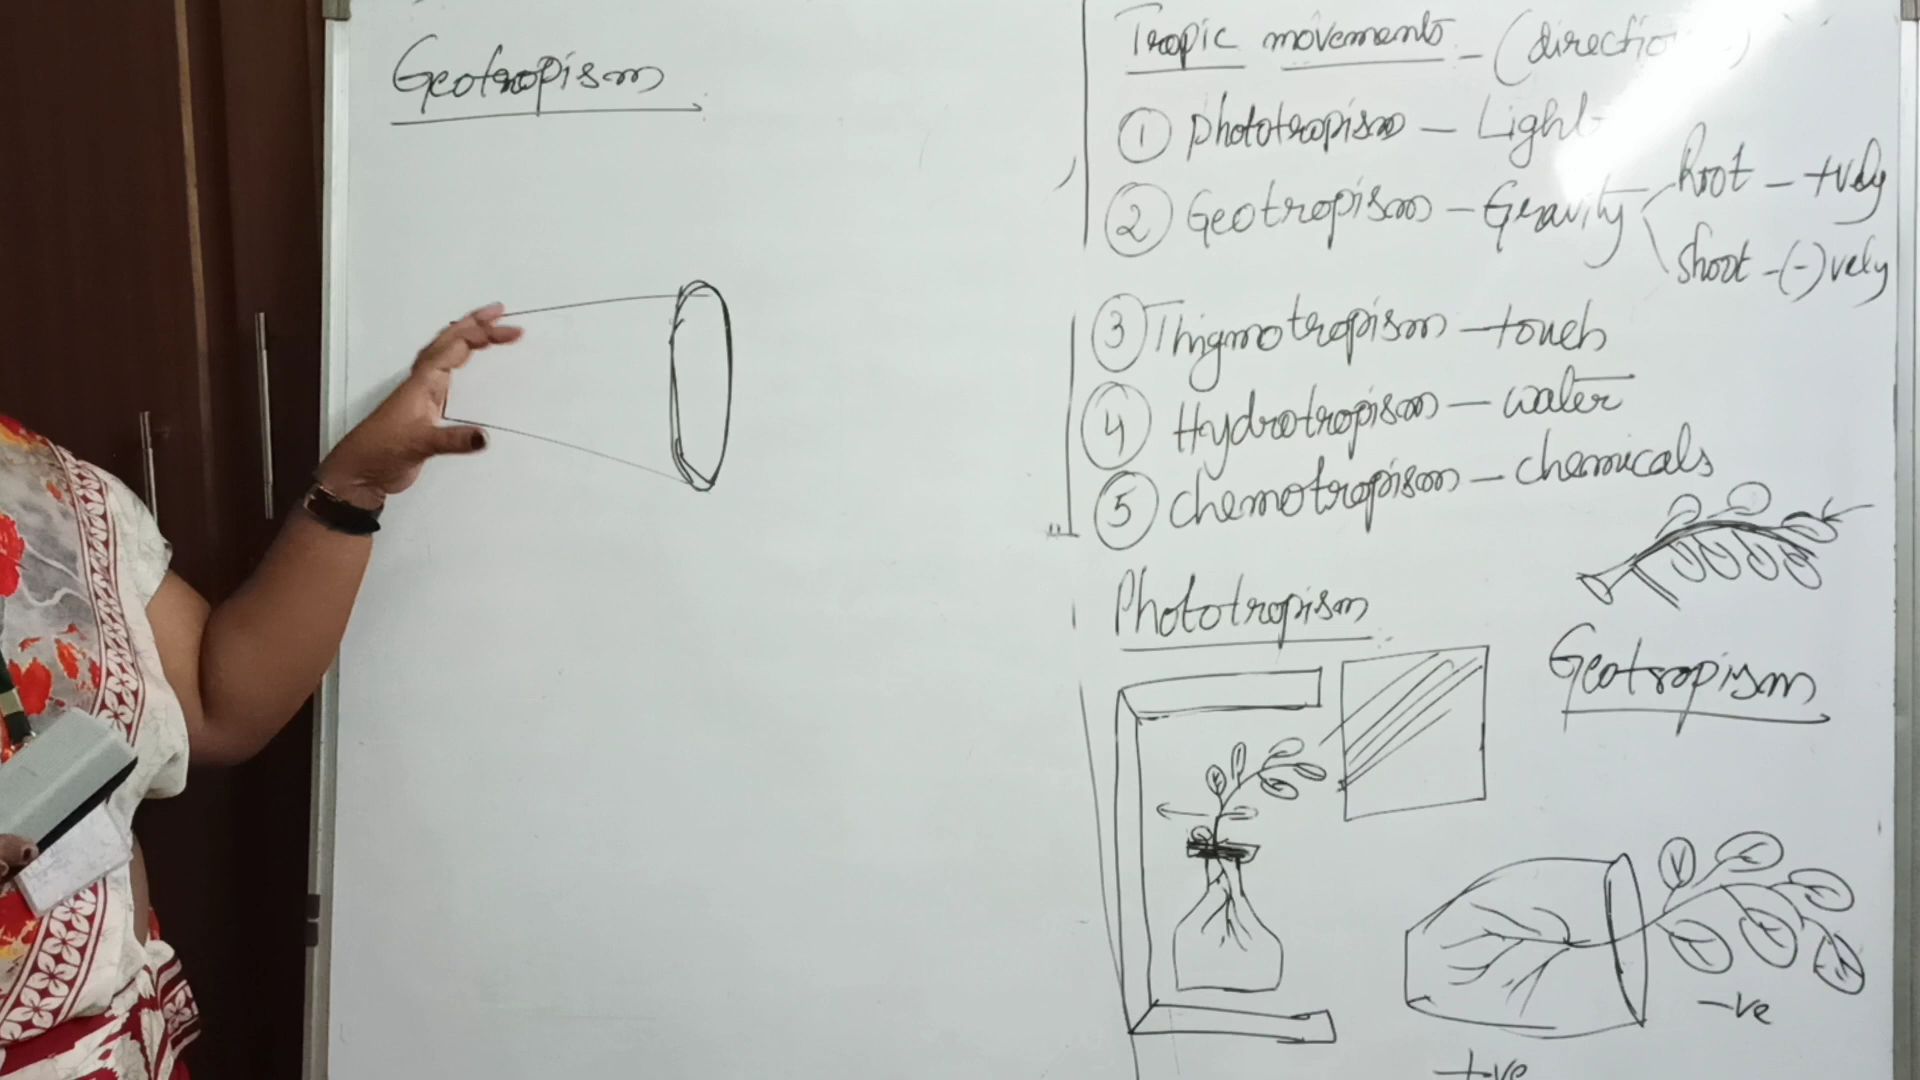 Geotropism
Tropic movements - (directio
① phototropism - Light
② Geotropism - Gravity
Root - +vely
Shoot - (-)vely
③ Thigmotropism - touch
④ Hydrotropism - water
⑤ chemotropism - chemicals
Phototropism
Geotropism
-ve
+ve